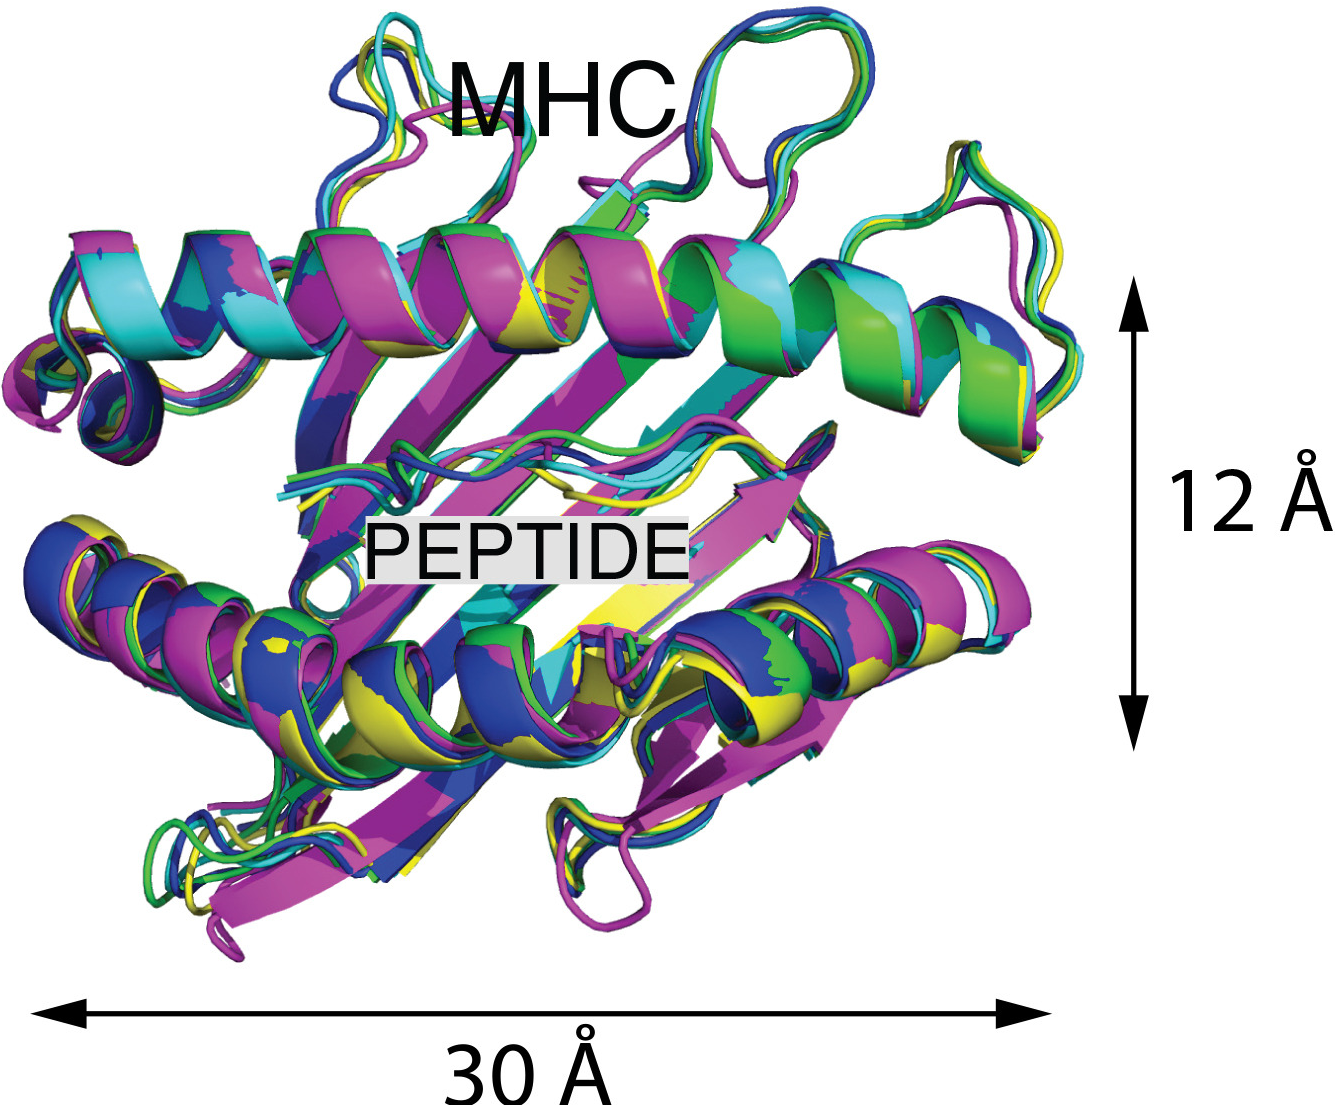 MHC
12 Å
PEPTIDE
30 Å